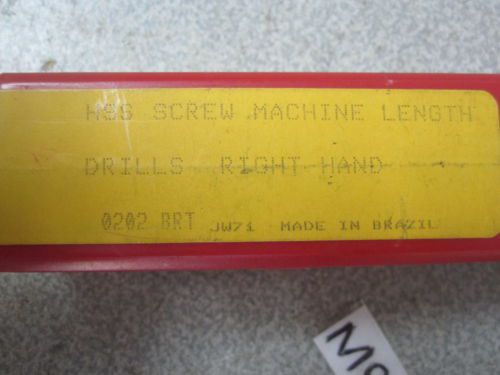 HSS SCREW MACHINE LENGTH
DRILLS RIGHT HAND
0202 BRT JW71 MADE IN BRAZIL